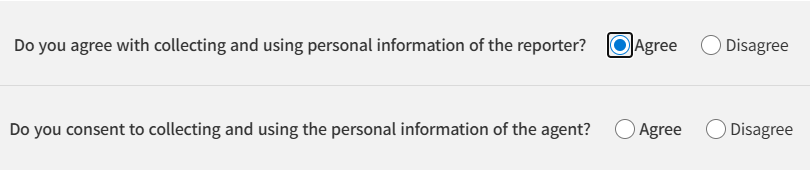 Do you agree with collecting and using personal information of the reporter? Agree Disagree
Do you consent to collecting and using the personal information of the agent? Agree Disagree